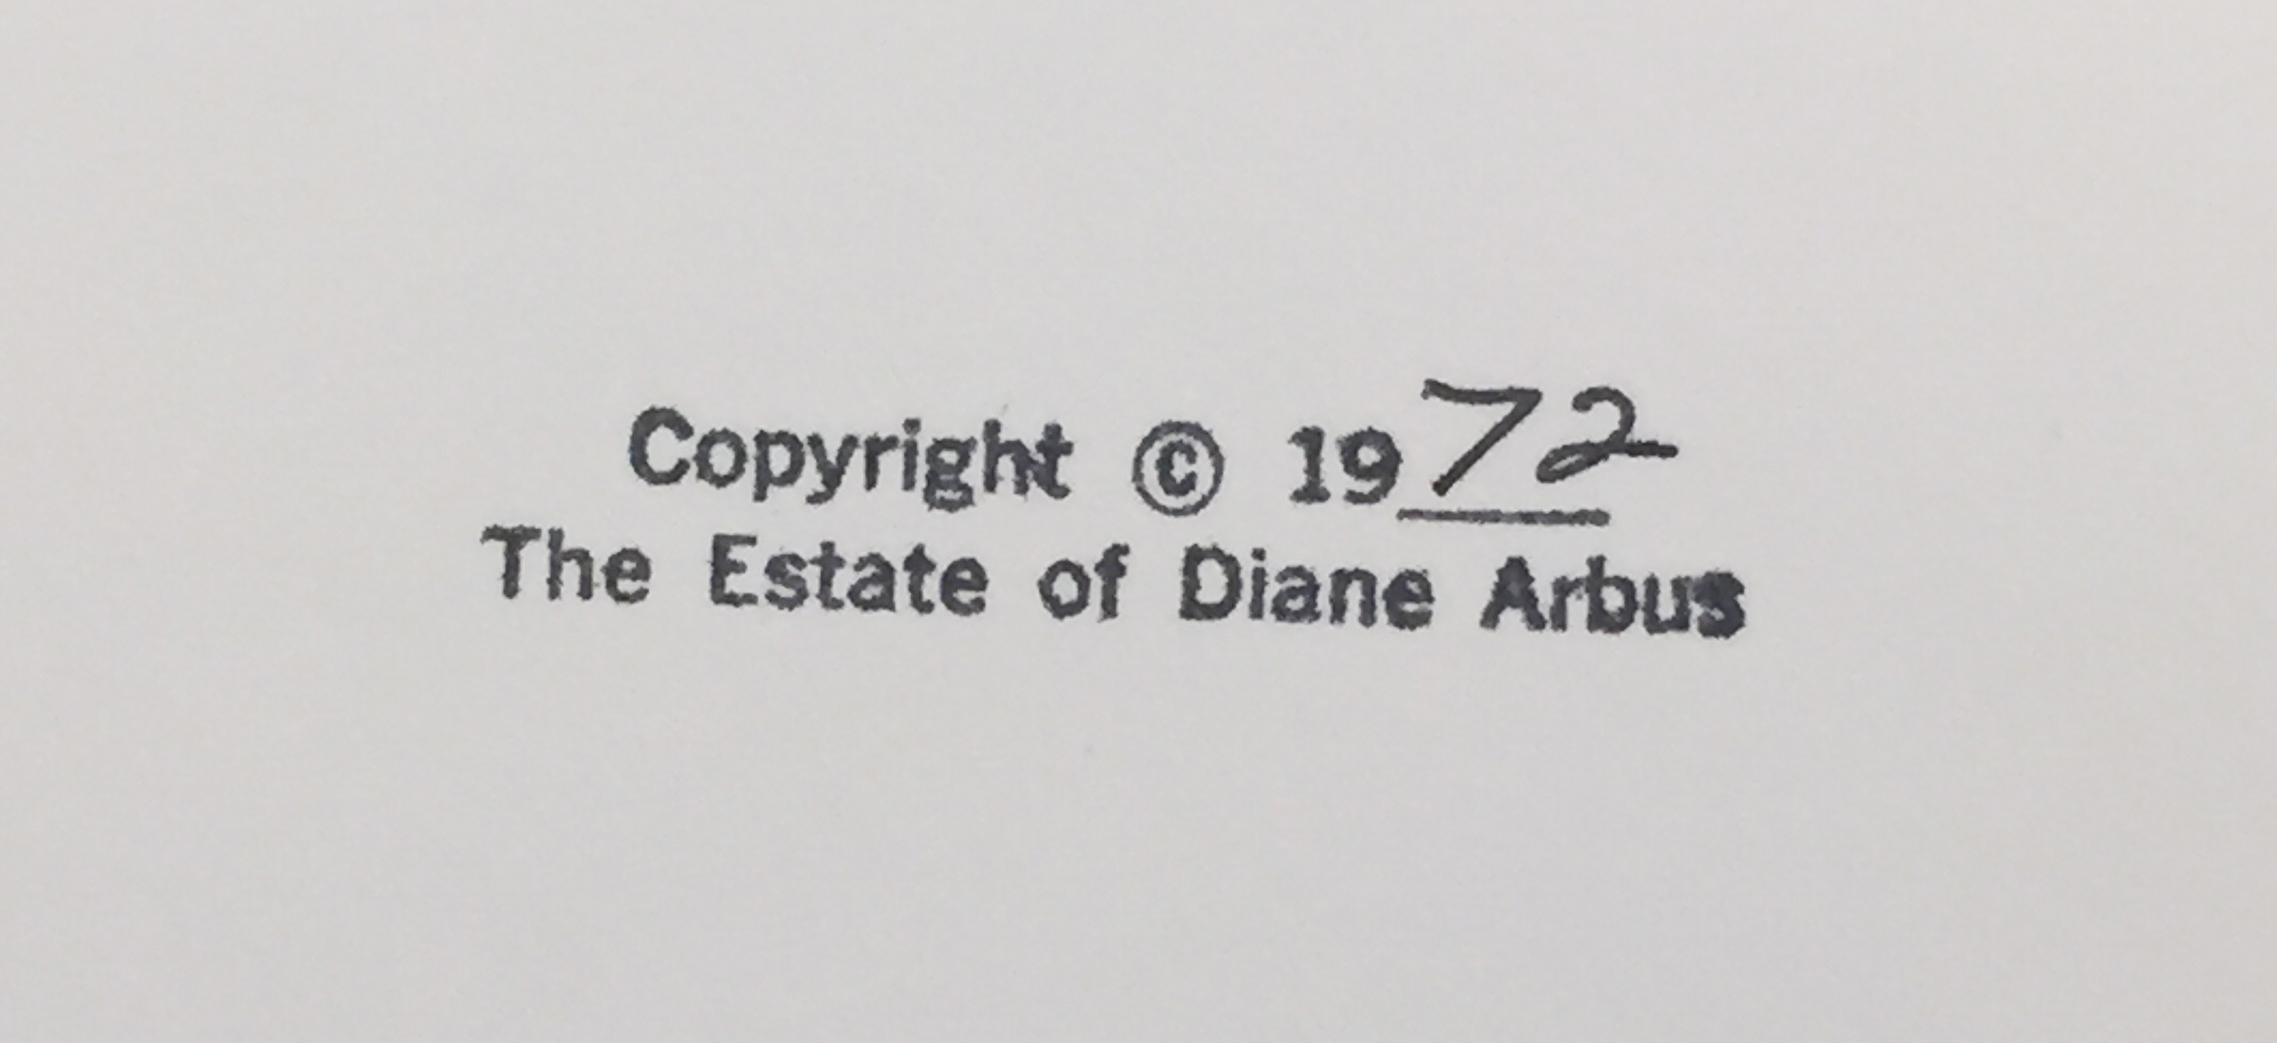 Copyright © 1972
The Estate of Diane Arbus